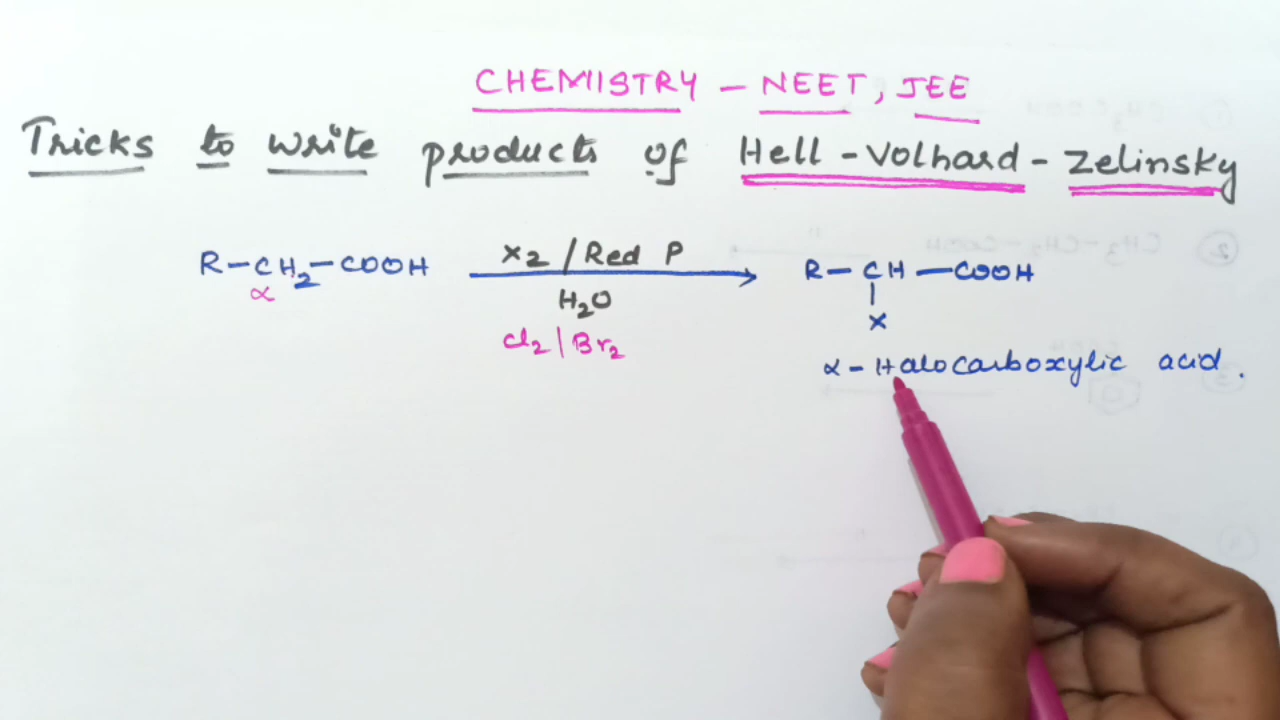 CHEMISTRY - NEET, JEE
Tricks to write products of Hell-Volhard-Zelinsky
R-CH₂-COOH X₂/Red P R-CH-COOH
α H₂O X
Cl₂/Br₂
α-Halocarboxylic acid.